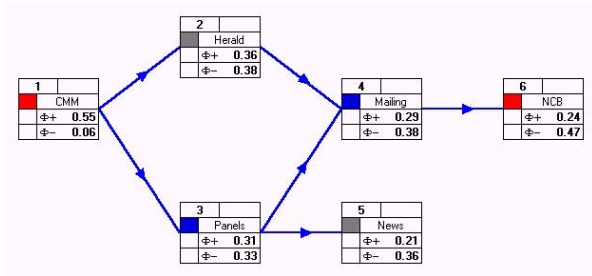 1
CMM
Φ+ 0.55
Φ− 0.06
2
Herald
Φ+ 0.36
Φ− 0.38
3
Panels
Φ+ 0.31
Φ− 0.33
4
Mailing
Φ+ 0.29
Φ− 0.38
5
News
Φ+ 0.21
Φ− 0.36
6
NCB
Φ+ 0.24
Φ− 0.47